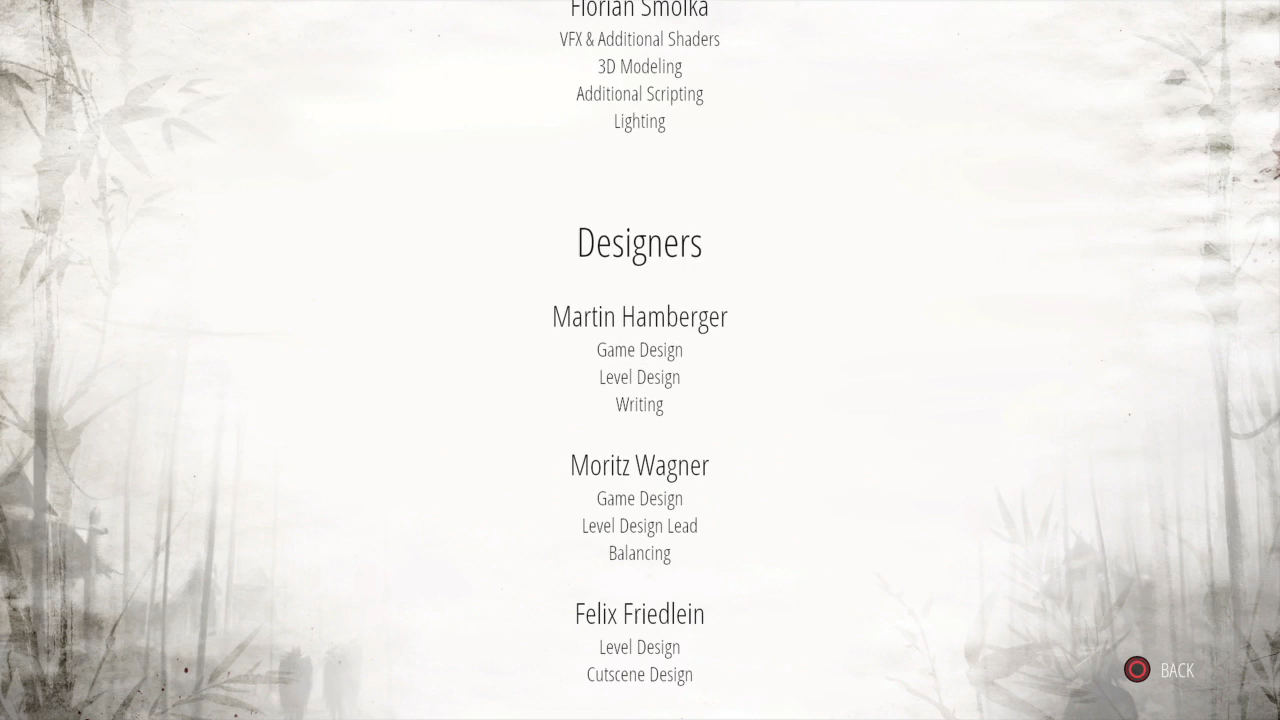 Florian Smolka
VFX & Additional Shaders
3D Modeling
Additional Scripting
Lighting
Designers
Martin Hamberger
Game Design
Level Design
Writing
Moritz Wagner
Game Design
Level Design Lead
Balancing
Felix Friedlein
Level Design
Cutscene Design
BACK